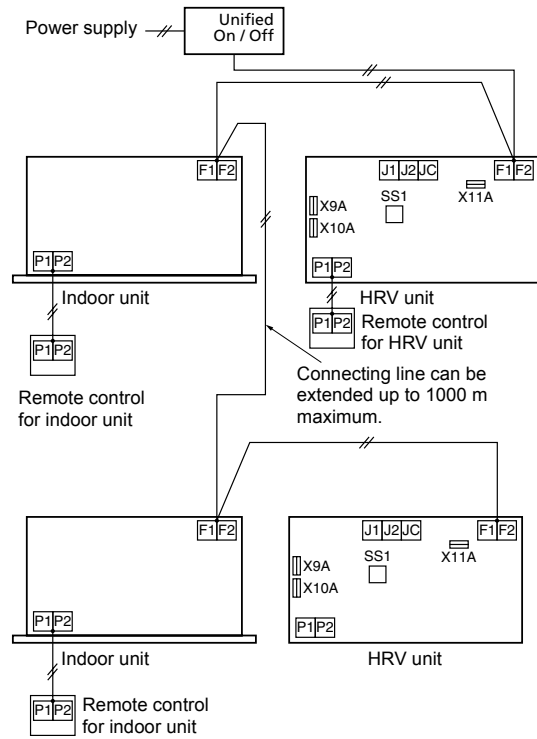 Power supply
Unified
On / Off
F1 F2
J1 J2 JC
F1 F2
SS1
X11A
X9A
X10A
P1 P2
P1 P2
Indoor unit
HRV unit
P1 P2
Remote control
for indoor unit
P1 P2
Remote control
for HRV unit
Connecting line can be
extended up to 1000 m
maximum.
F1 F2
J1 J2 JC
F1 F2
SS1
X11A
X9A
X10A
P1 P2
P1 P2
Indoor unit
HRV unit
P1 P2
Remote control
for indoor unit